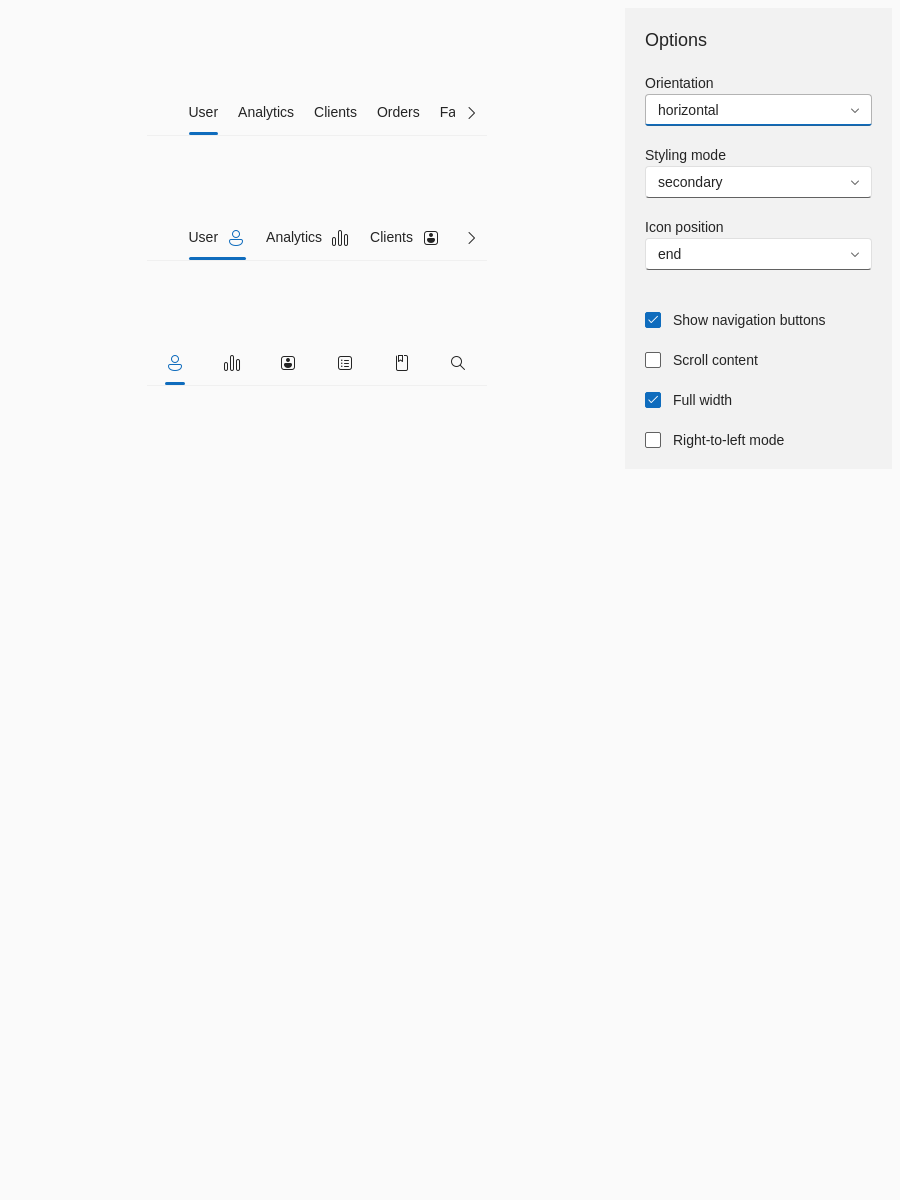 User Analytics Clients Orders Fa
User Analytics Clients
Options
Orientation
horizontal
Styling mode
secondary
Icon position
end
Show navigation buttons
Scroll content
Full width
Right-to-left mode